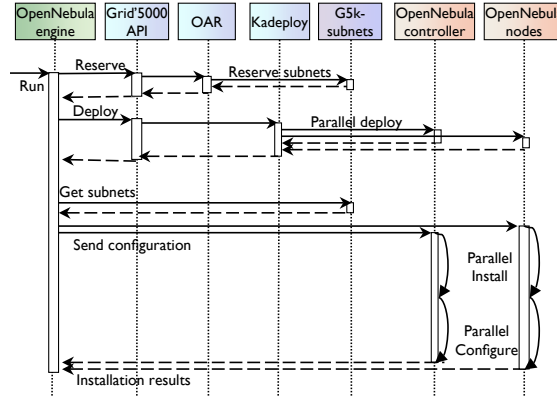 OpenNebula
engine
Grid'5000
API
OAR
Kadeploy
G5k-
subnets
OpenNebula
controller
OpenNebula
nodes
Run
Reserve
Reserve subnets
Deploy
Parallel deploy
Get subnets
Send configuration
Parallel
Install
Parallel
Configure
Installation results